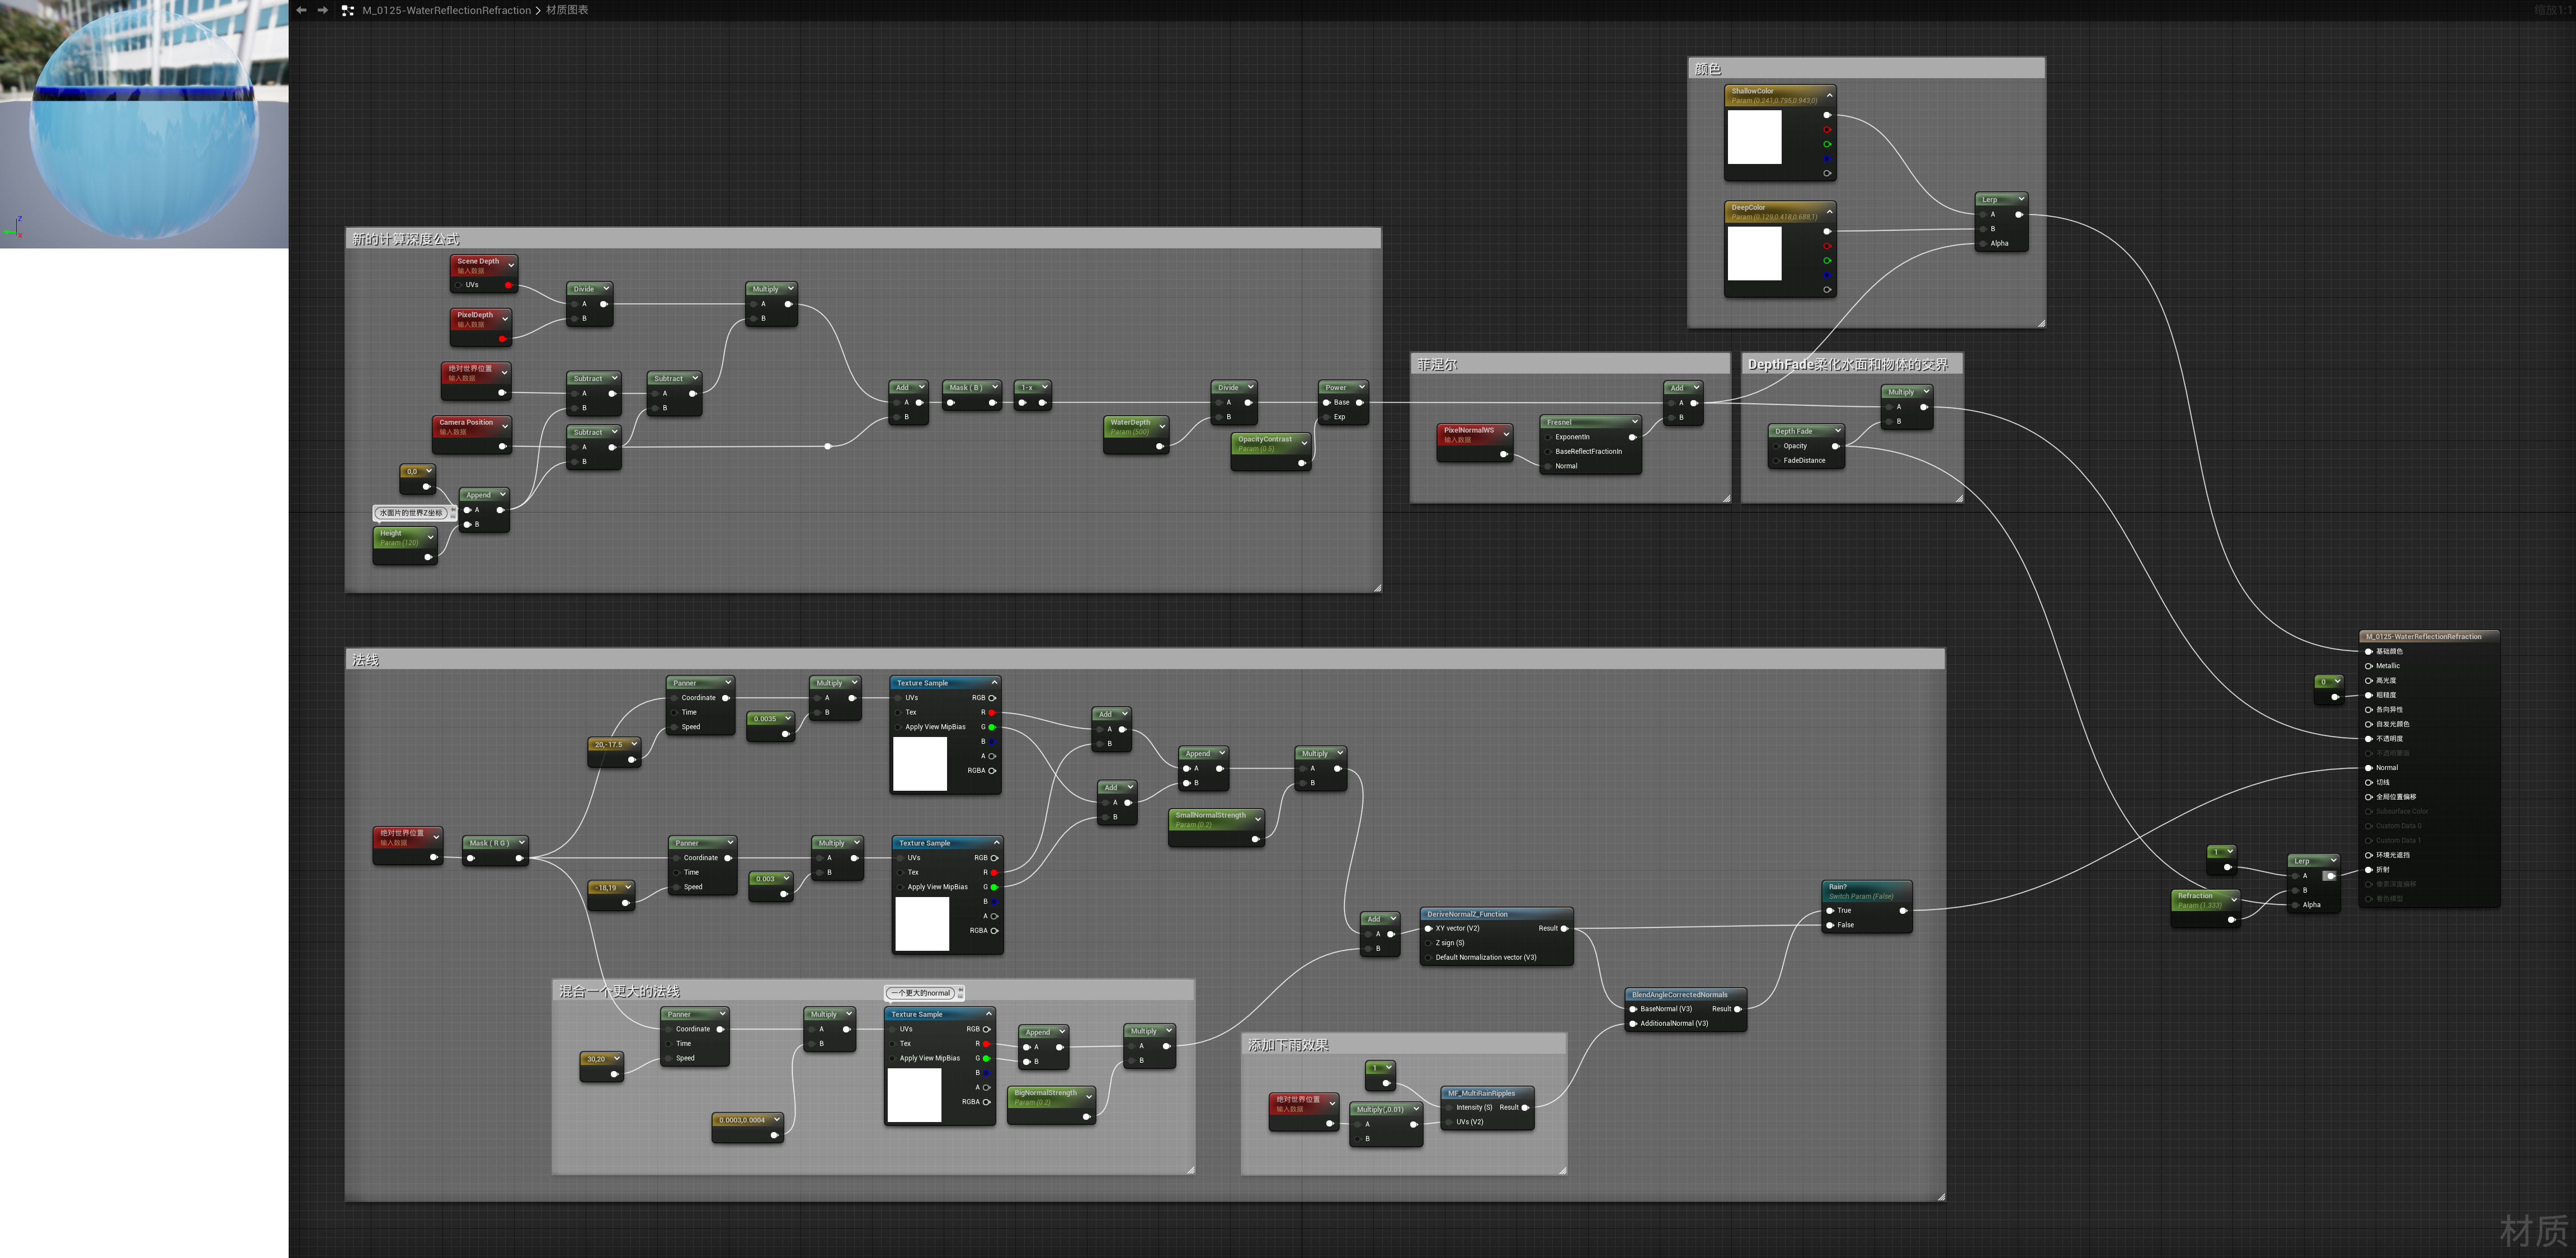 M_0125-WaterReflectionRefraction > 材质图表
缩放1:1
颜色
ShallowColor
Param (0.241,0.795,0.943,0)
DeepColor
Param (0.129,0.418,0.688,1)
Lerp
A
B
Alpha
新的计算深度公式
Scene Depth
输入数据
UVs
PixelDepth
输入数据
绝对世界位置
输入数据
Camera Position
输入数据
0,0
水面片的世界Z坐标
Height
Param (120)
Append
A
B
Divide
A
B
Subtract
A
B
Subtract
A
B
Subtract
A
B
Multiply
A
B
Add
A
B
Mask ( B )
1-x
WaterDepth
Param (500)
Divide
A
B
OpacityContrast
Param (0.5)
Power
Base
Exp
菲涅尔
PixelNormalWS
输入数据
Fresnel
ExponentIn
BaseReflectFractionIn
Normal
Add
A
B
DepthFade柔化水面和物体的交界
Depth Fade
Opacity
FadeDistance
Multiply
A
B
法线
绝对世界位置
输入数据
Mask ( R G )
20,-17.5
Panner
Coordinate
Time
Speed
0.0035
Multiply
A
B
Texture Sample
UVs
Tex
Apply View MipBias
RGB
R
G
B
A
RGBA
-18,19
Panner
Coordinate
Time
Speed
0.003
Multiply
A
B
Texture Sample
UVs
Tex
Apply View MipBias
RGB
R
G
B
A
RGBA
Add
A
B
Add
A
B
Append
A
B
SmallNormalStrength
Param (0.2)
Multiply
A
B
混合一个更大的法线
30,20
Panner
Coordinate
Time
Speed
0.0003,0.0004
Multiply
A
B
一个更大的normal
Texture Sample
UVs
Tex
Apply View MipBias
RGB
R
G
B
A
RGBA
Append
A
B
BigNormalStrength
Param (0.2)
Multiply
A
B
Add
A
B
DeriveNormalZ_Function
XY vector (V2)
Z sign (S)
Default Normalization vector (V3)
Result
添加下雨效果
绝对世界位置
输入数据
1
Multiply(,0.01)
A
B
MF_MultiRainRipples
Intensity (S)
UVs (V2)
Result
BlendAngleCorrectedNormals
BaseNormal (V3)
AdditionalNormal (V3)
Result
Rain?
Switch Param (False)
True
False
0
1
Refraction
Param (1.333)
Lerp
A
B
Alpha
M_0125-WaterReflectionRefraction
基础颜色
Metallic
高光度
粗糙度
各向异性
自发光颜色
不透明度
不透明蒙版
Normal
切线
全局位置偏移
Subsurface Color
Custom Data 0
Custom Data 1
环境光遮挡
折射
像素深度偏移
着色模型
材质
Z
X